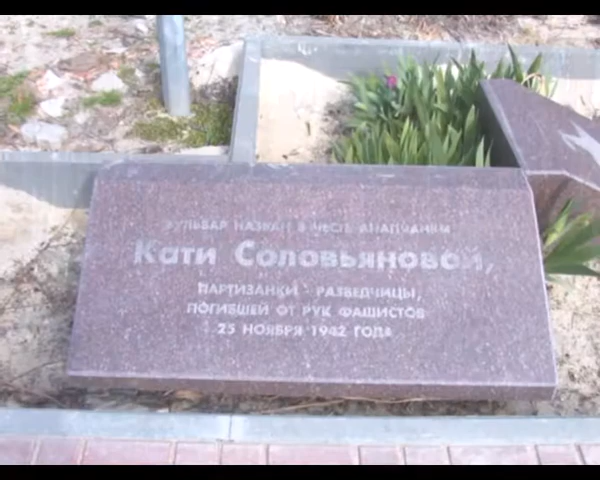 БУЛЬВАР НАЗВАН В ЧЕСТЬ АНАПЧАНКИ
Кати Соловьяновой,
ПАРТИЗАНКИ - РАЗВЕДЧИЦЫ,
ПОГИБШЕЙ ОТ РУК ФАШИСТОВ
25 НОЯБРЯ 1942 ГОДА